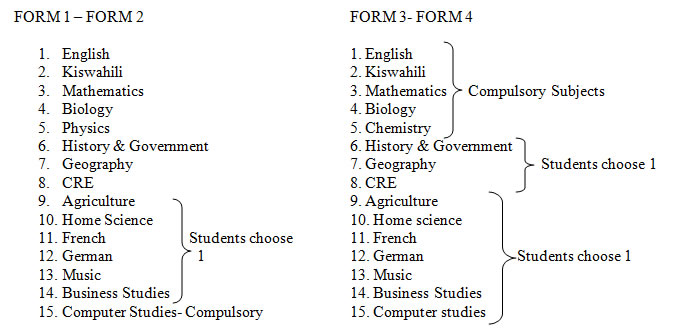 FORM 1 – FORM 2
1. English
2. Kiswahili
3. Mathematics
4. Biology
5. Physics
6. History & Government
7. Geography
8. CRE
9. Agriculture
10. Home Science
11. French
12. German
13. Music
14. Business Studies
Students choose
1
15. Computer Studies- Compulsory
FORM 3- FORM 4
1. English
2. Kiswahili
3. Mathematics
4. Biology
5. Chemistry
Compulsory Subjects
6. History & Government
7. Geography
8. CRE
Students choose 1
9. Agriculture
10. Home science
11. French
12. German
13. Music
14. Business Studies
15. Computer studies
Students choose 1